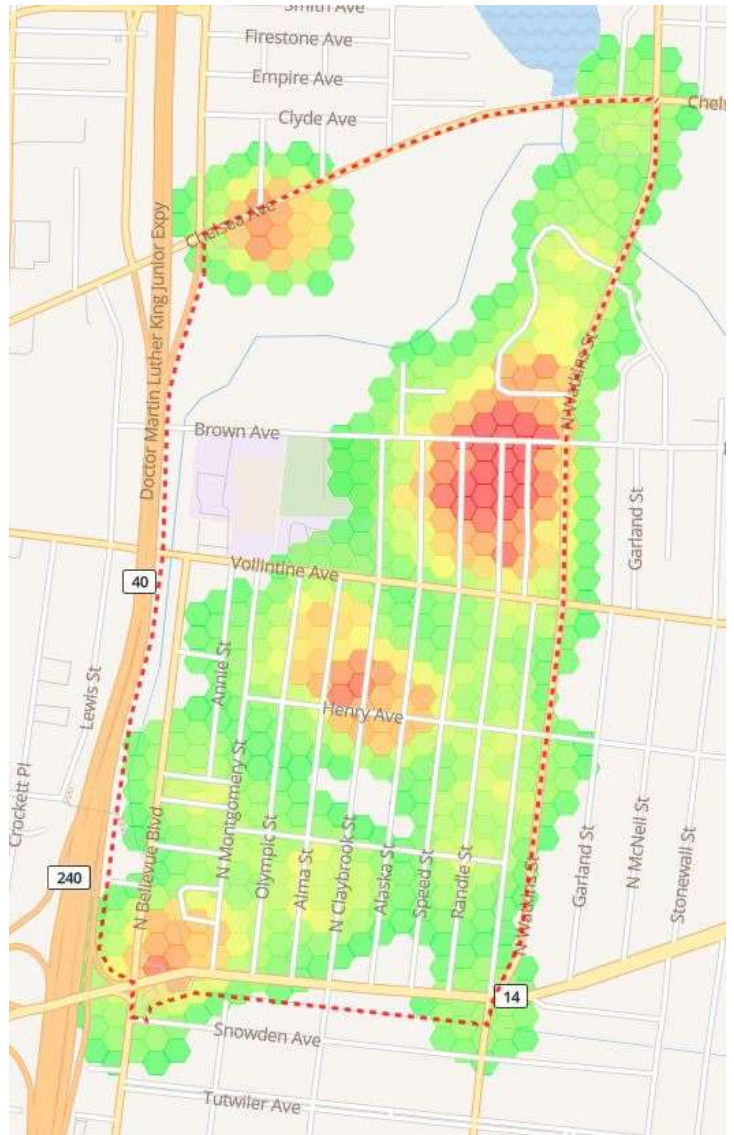 Smith Ave
Firestone Ave
Empire Ave
Clyde Ave
Chels
Chelsea Ave
Doctor Martin Luther King Junior Expy
N Watkins St
Brown Ave
Garland St
Vollintine Ave
40
Annie St
Lewis St
Henry Ave
Crockett Pl
N Montgomery St
N Bellevue Blvd
Olympic St
Alma St
N Claybrook St
Alaska St
Speed St
Randle St
N Watkins St
Garland St
N McNeil St
Stonewall St
240
14
Snowden Ave
Tutwiler Ave